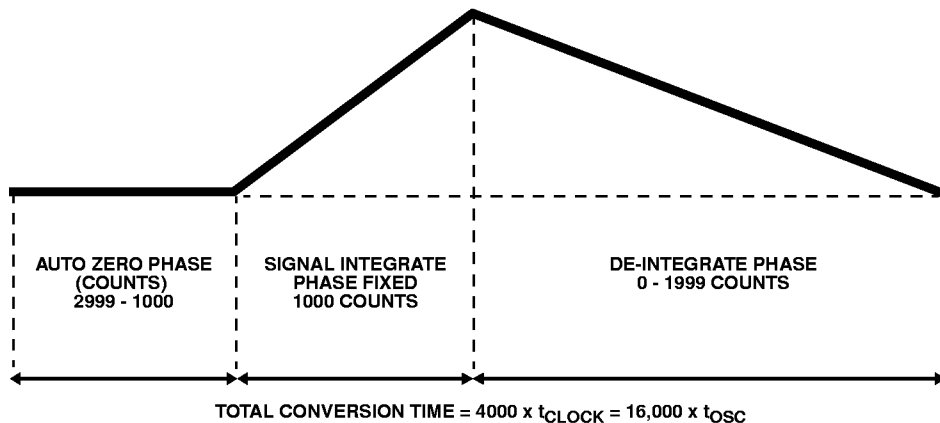 AUTO ZERO PHASE
(COUNTS)
2999 - 1000
SIGNAL INTEGRATE
PHASE FIXED
1000 COUNTS
DE-INTEGRATE PHASE
0 - 1999 COUNTS
TOTAL CONVERSION TIME = 4000 x tCLOCK = 16,000 x tOSC